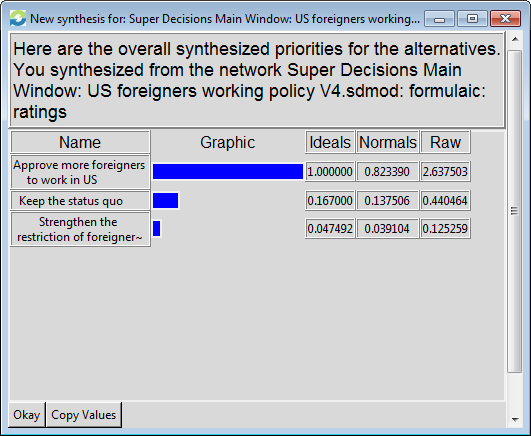 New synthesis for: Super Decisions Main Window: US foreigners working...
Here are the overall synthesized priorities for the alternatives.
You synthesized from the network Super Decisions Main
Window: US foreigners working policy V4.sdmod: formulaic:
ratings
Name Graphic Ideals Normals Raw
Approve more foreigners
to work in US 1.000000 0.823390 2.637503
Keep the status quo 0.167000 0.137506 0.440464
Strengthen the
restriction of foreigner~ 0.047492 0.039104 0.125259
Okay Copy Values